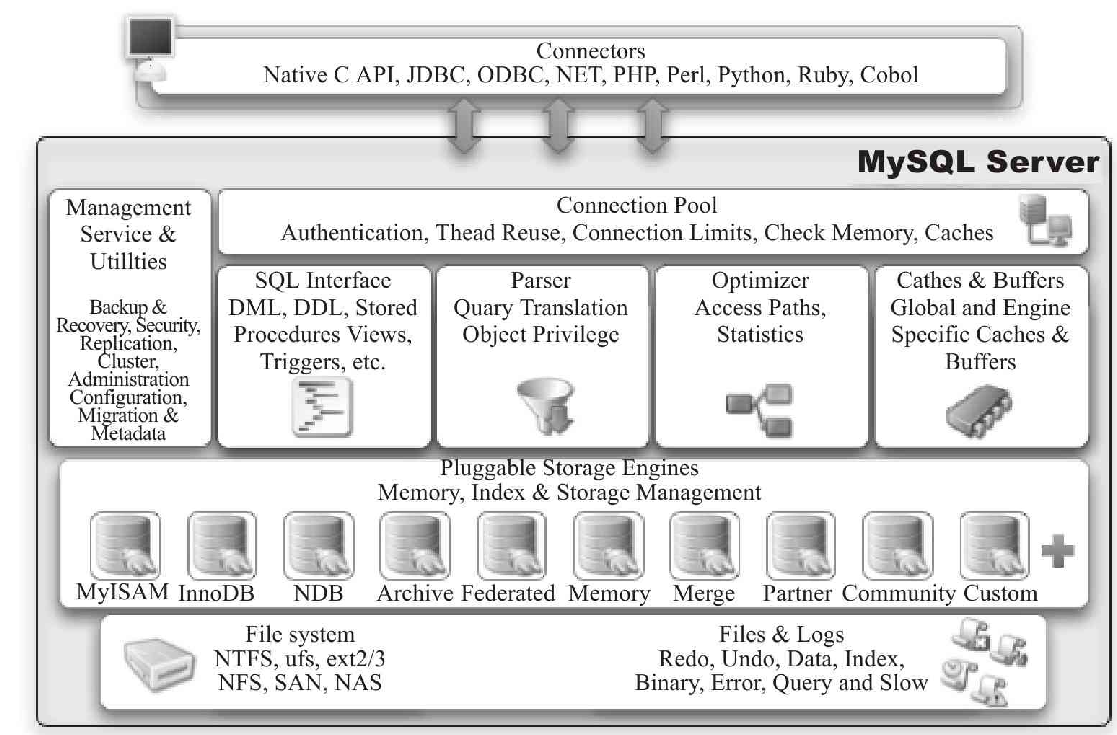 Connectors
Native C API, JDBC, ODBC, NET, PHP, Perl, Python, Ruby, Cobol
MySQL Server
Management
Service &
Utillties
Backup &
Recovery, Security,
Replication,
Cluster,
Administration
Configuration,
Migration &
Metadata
Connection Pool
Authentication, Thead Reuse, Connection Limits, Check Memory, Caches
SQL Interface
DML, DDL, Stored
Procedures Views,
Triggers, etc.
Parser
Quary Translation
Object Privilege
Optimizer
Access Paths,
Statistics
Cathes & Buffers
Global and Engine
Specific Caches &
Buffers
Pluggable Storage Engines
Memory, Index & Storage Management
MyISAM InnoDB NDB Archive Federated Memory Merge Partner Community Custom
File system
NTFS, ufs, ext2/3
NFS, SAN, NAS
Files & Logs
Redo, Undo, Data, Index,
Binary, Error, Query and Slow